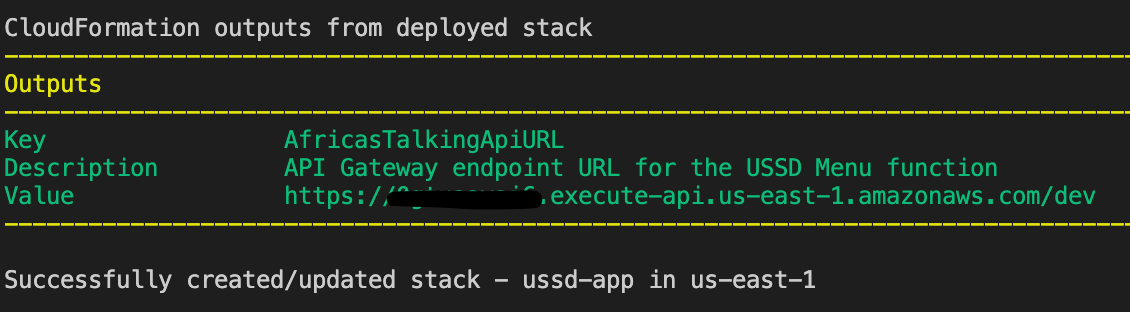 CloudFormation outputs from deployed stack
Outputs
Key AfricasTalkingApiURL
Description API Gateway endpoint URL for the USSD Menu function
Value https:// .execute-api.us-east-1.amazonaws.com/dev
Successfully created/updated stack - ussd-app in us-east-1